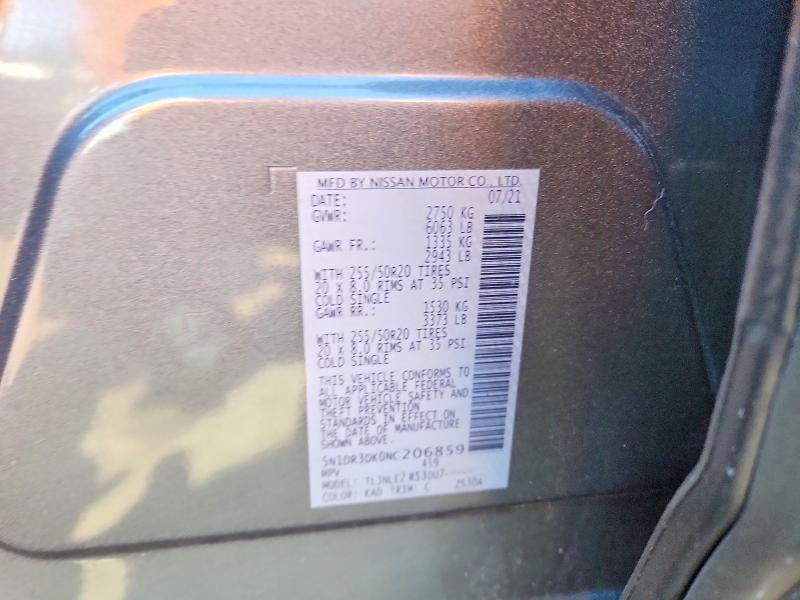 MFD BY NISSAN MOTOR CO., LTD.
DATE: 07/21
GVWR: 2750 KG
6063 LB
GAWR FR.: 1335 KG
2943 LB
WITH 255/50R20 TIRES
20 X 8.0 RIMS AT 35 PSI
COLD SINGLE
GAWR RR.: 1530 KG
3373 LB
WITH 255/50R20 TIRES
20 X 8.0 RIMS AT 35 PSI
COLD SINGLE
THIS VEHICLE CONFORMS TO
ALL APPLICABLE FEDERAL
MOTOR VEHICLE SAFETY AND
THEFT PREVENTION
STANDARDS IN EFFECT ON
THE DATE OF MANUFACTURE
SHOWN ABOVE.
5N1DR3DK0NC206859
MPV 459
MODEL:
COLOR: KAD TRIM: C